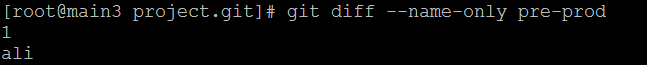 [root@main3 project.git]# git diff --name-only pre-prod
1
ali